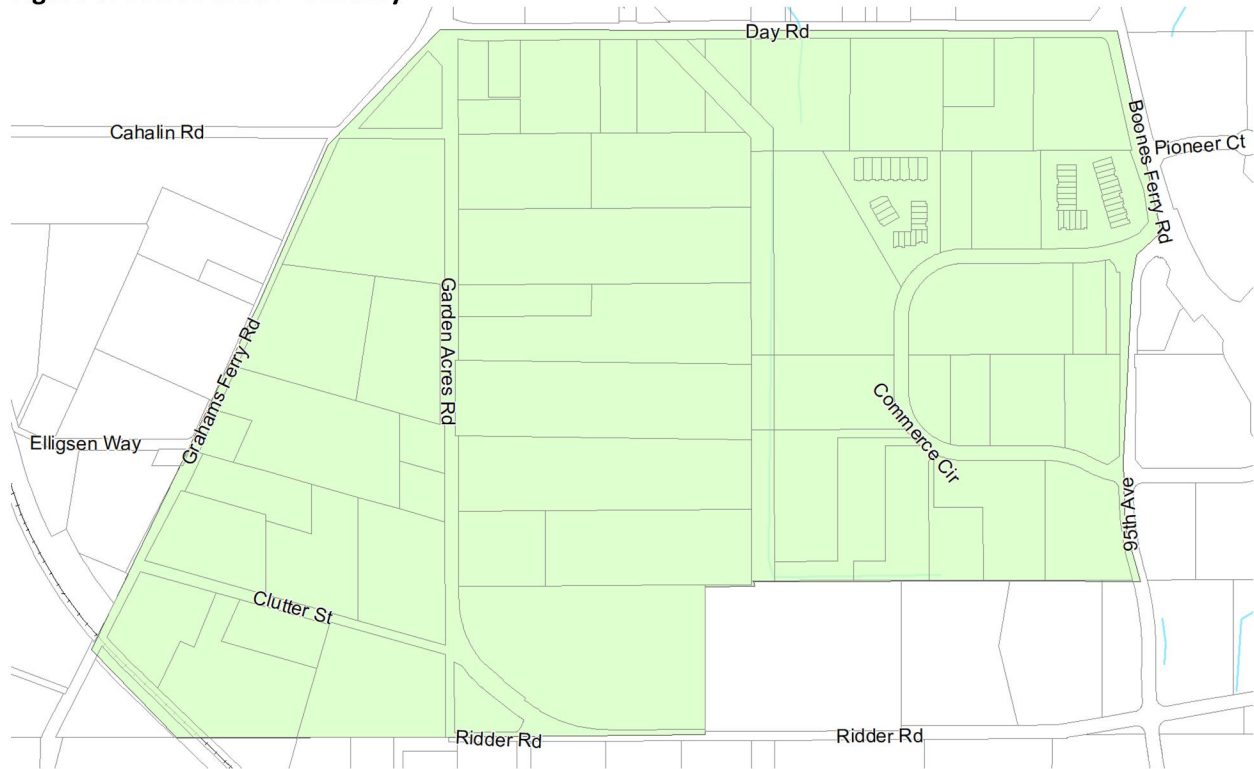 Day Rd
Cahalin Rd
Boones Ferry Rd
Pioneer Ct
Garden Acres Rd
Grahams Ferry Rd
Commerce Cir
Elligsen Way
95th Ave
Clutter St
Ridder Rd
Ridder Rd